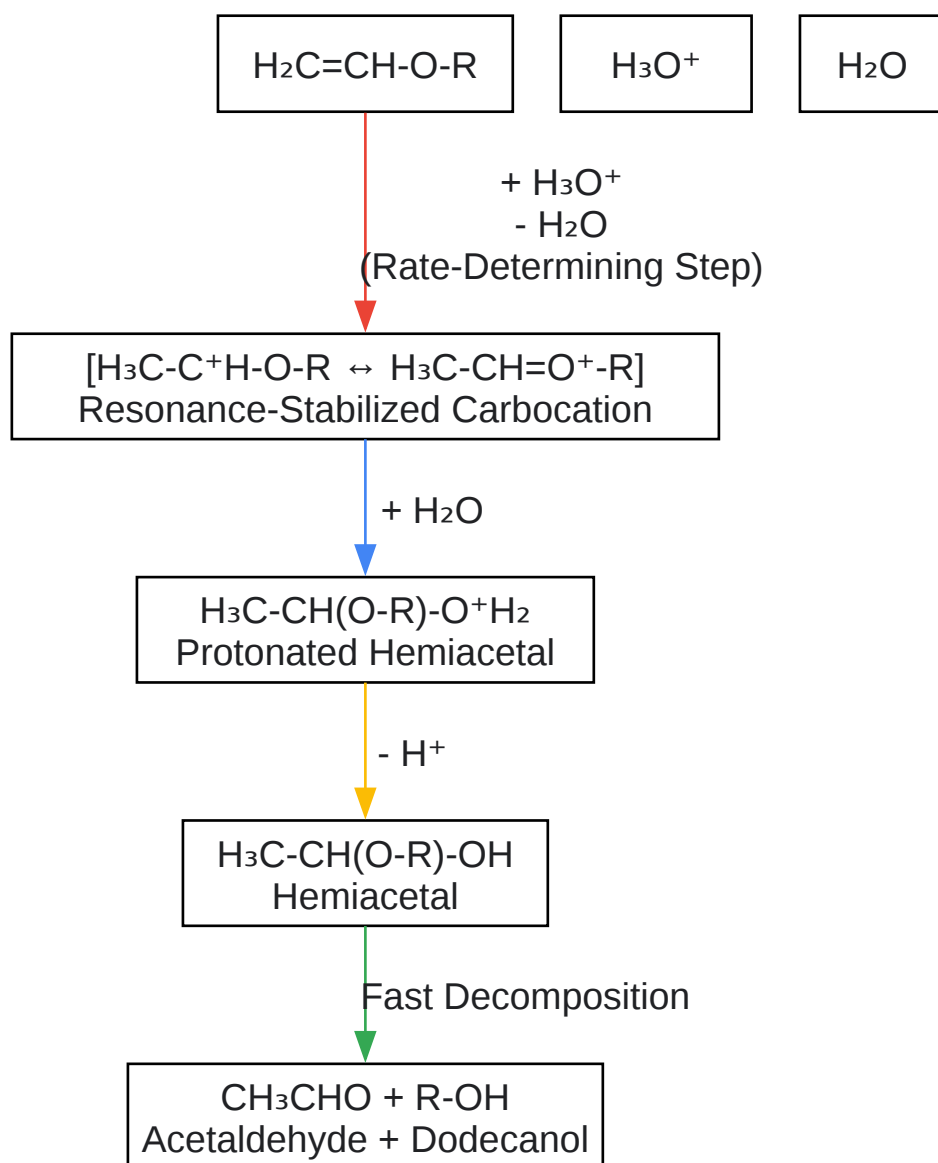 H₂C=CH-O-R
H₃O⁺
H₂O
+ H₃O⁺
- H₂O
(Rate-Determining Step)
[H₃C-C⁺H-O-R ↔ H₃C-CH=O⁺-R]
Resonance-Stabilized Carbocation
+ H₂O
H₃C-CH(O-R)-O⁺H₂
Protonated Hemiacetal
- H⁺
H₃C-CH(O-R)-OH
Hemiacetal
Fast Decomposition
CH₃CHO + R-OH
Acetaldehyde + Dodecanol